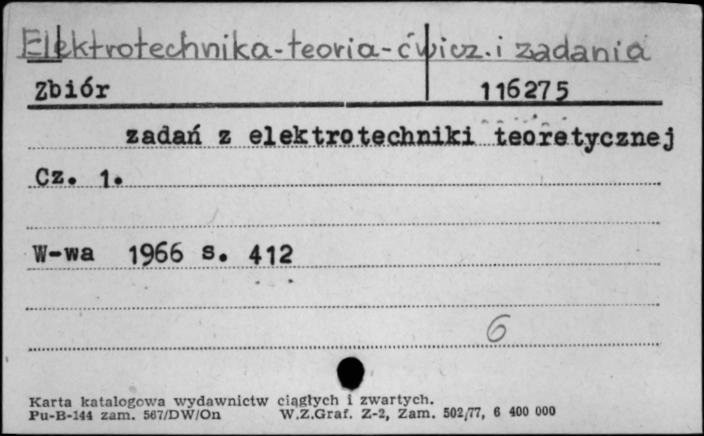 Elektrotechnika-teoria-ćwicz. i zadania
Zbiór 116275
zadań z elektrotechniki teoretycznej
Cz. 1.
W-wa 1966 s. 412
6
Karta katalogowa wydawnictw ciągłych i zwartych.
Pu-B-144 zam. 567/DW/On W.Z.Graf. Z-2, Zam. 502/77, 6 400 000